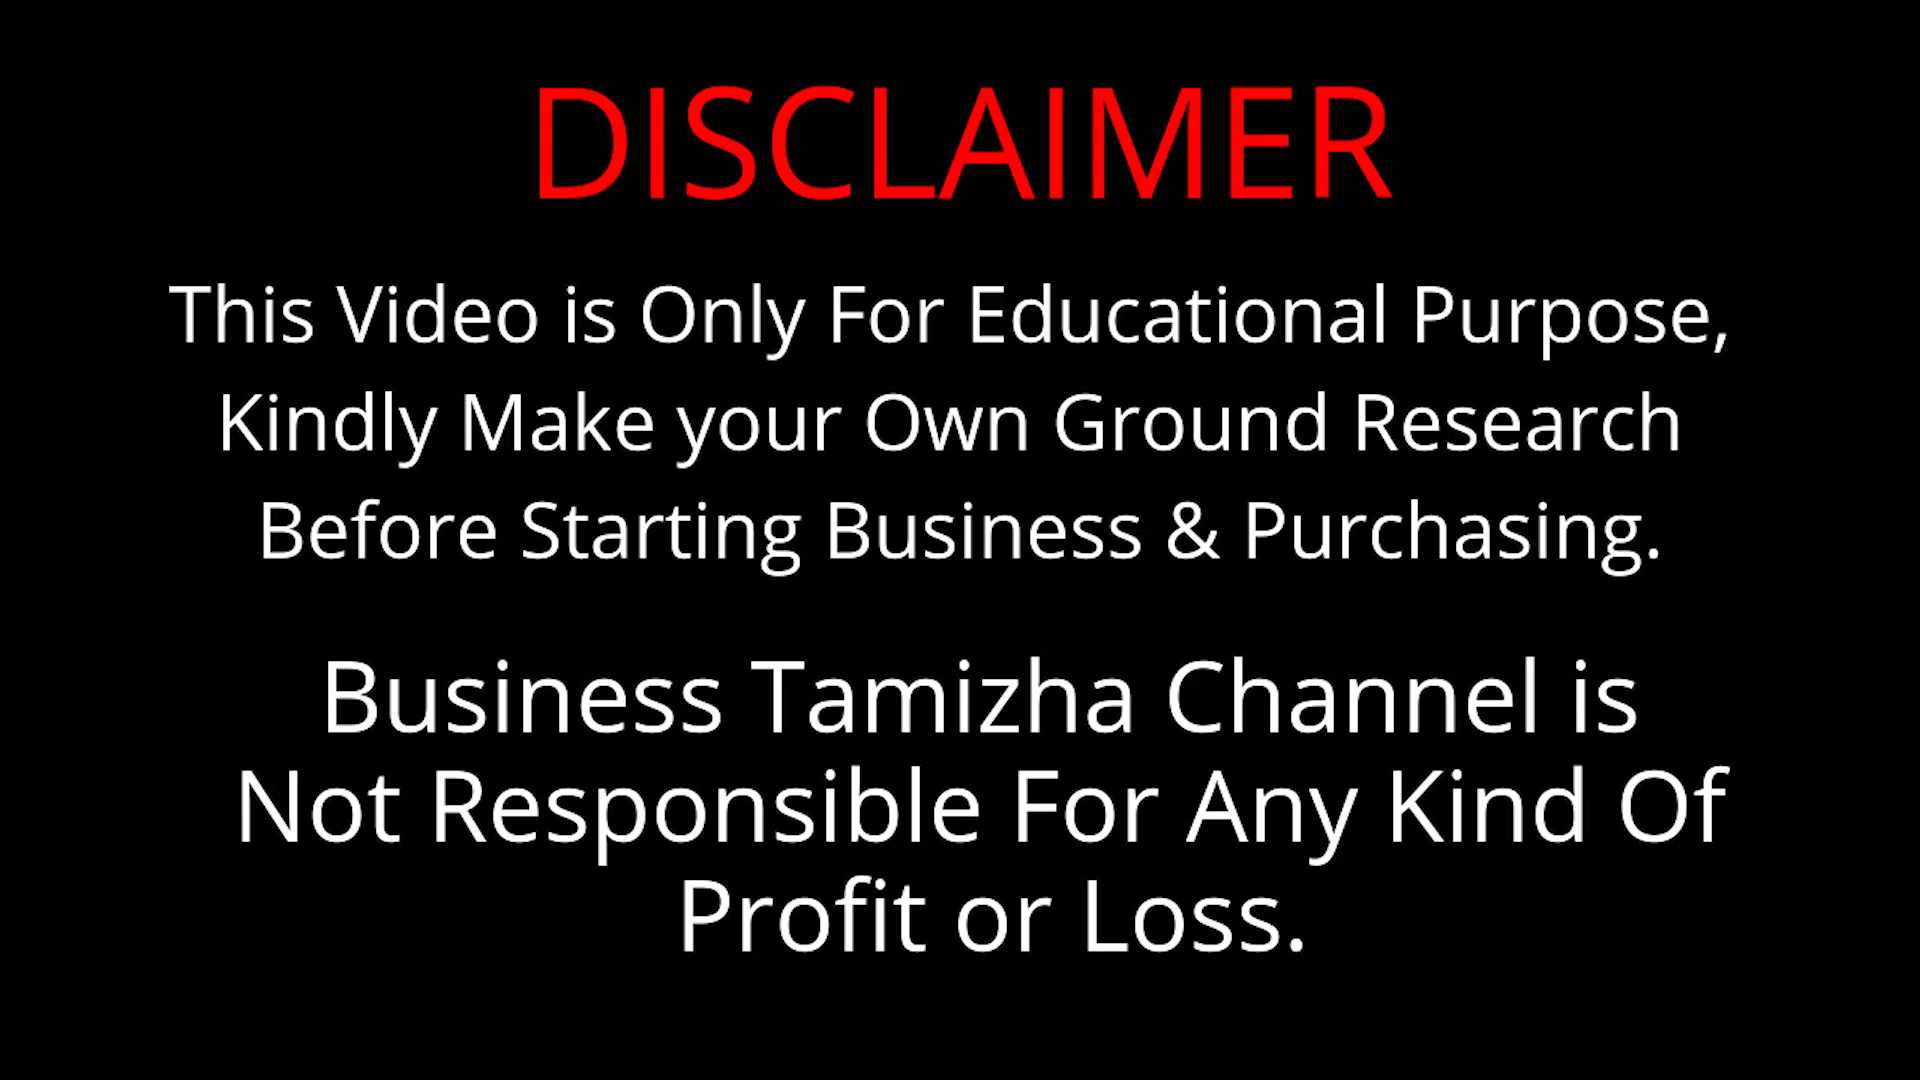 DISCLAIMER
This Video is Only For Educational Purpose,
Kindly Make your Own Ground Research
Before Starting Business & Purchasing.
Business Tamizha Channel is
Not Responsible For Any Kind Of
Profit or Loss.